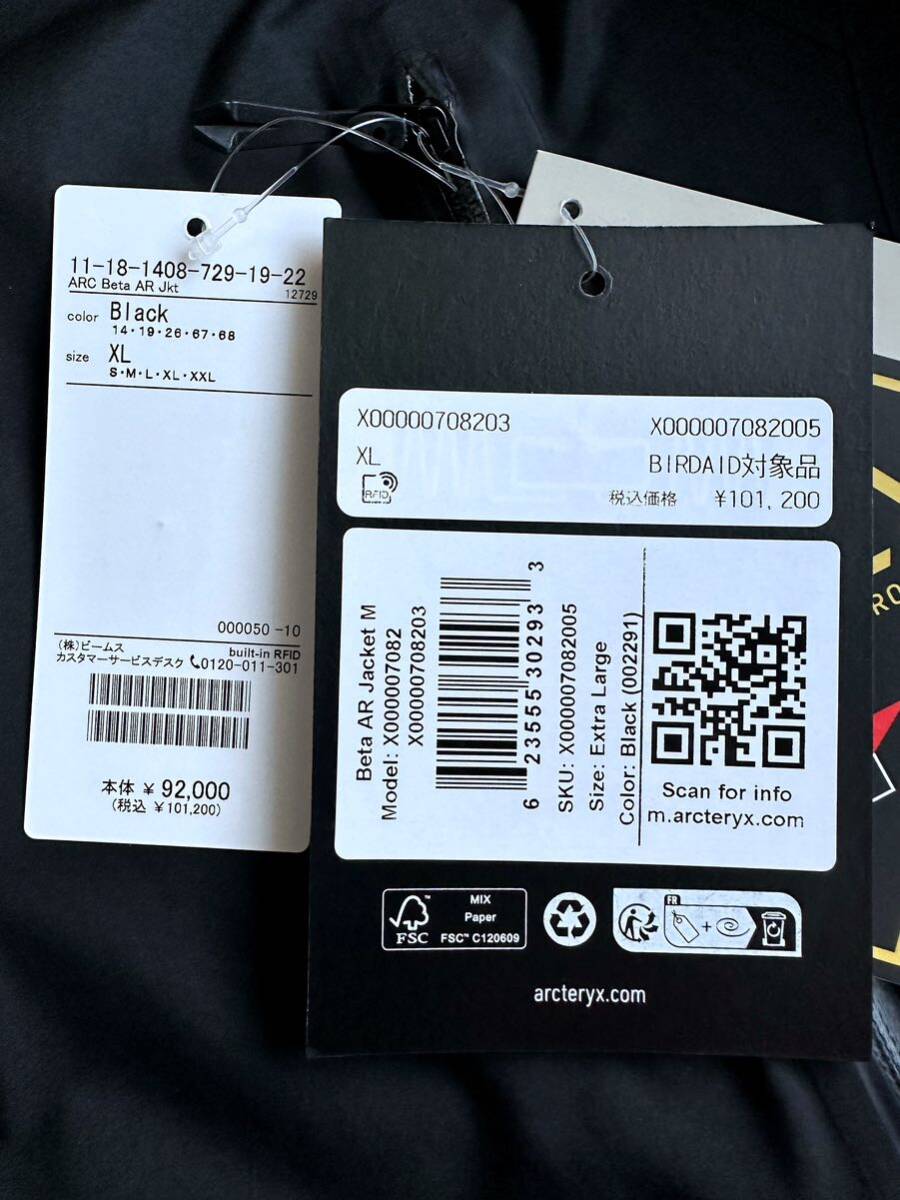 11-18-1408-729-19-22
ARC Beta AR Jkt
12729
color Black
14・19・26・67・68
size XL
S・M・L・XL・XXL
000050 -10
(株)ビームス
built-in RFID
カスタマーサービスデスク 0120-011-301
本体 ¥ 92,000
(税込 ¥101,200)
X00000708203
X000007082005
XL
BIRDAID対象品
RFID
税込価格 ¥101,200
Beta AR Jacket M
Model: X000007082
X00000708203
6 23555 30293 3
SKU: X000007082005
Size: Extra Large
Color: Black (002291)
Scan for info
m.arcteryx.com
FSC™
MIX
Paper
FSC™ C120609
FR
arcteryx.com
RO